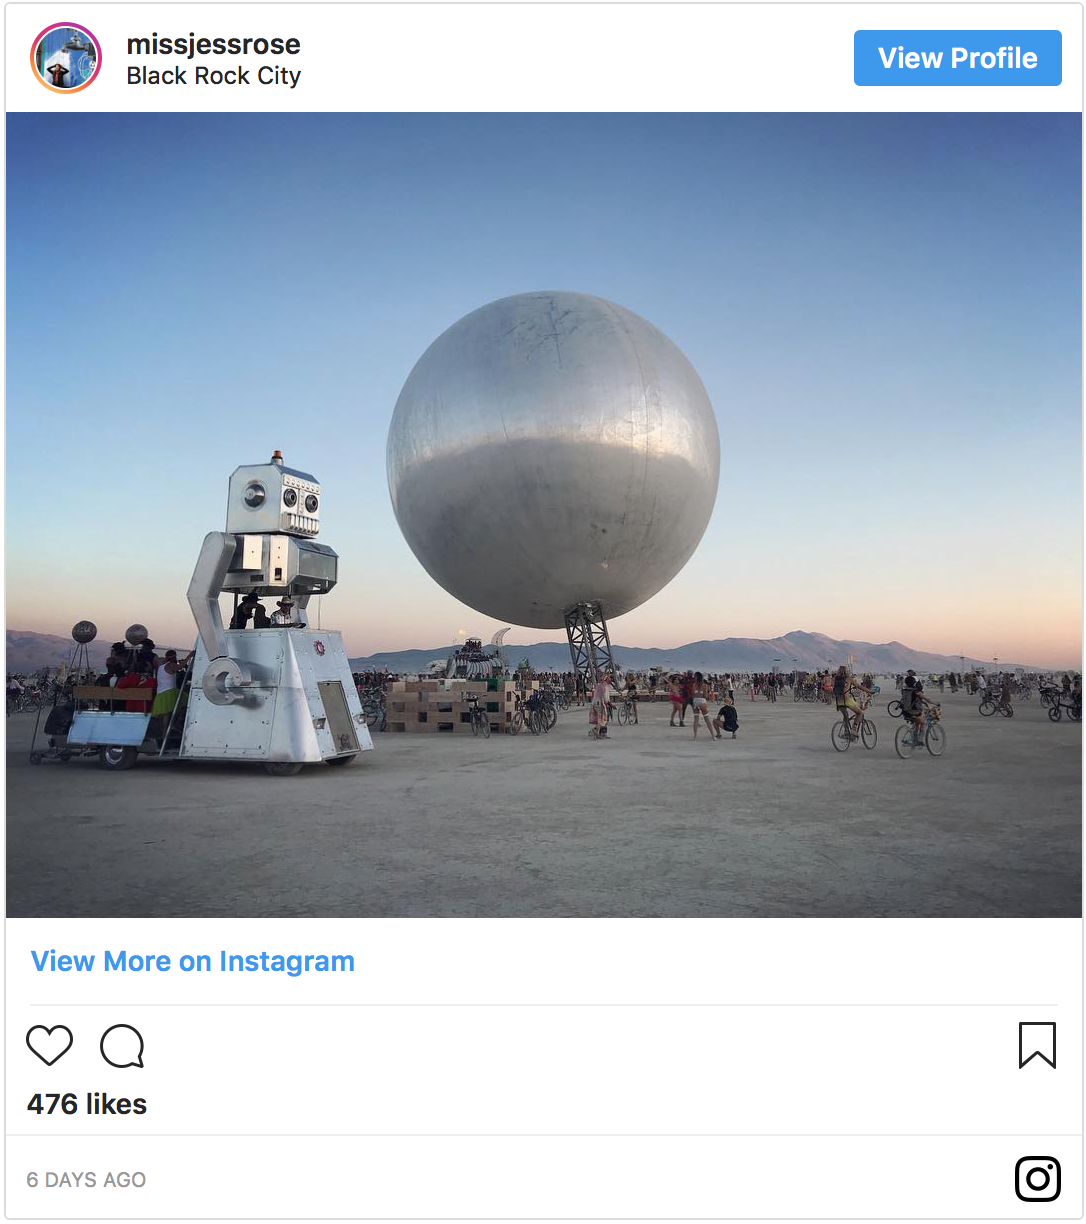 missjessrose
Black Rock City
View Profile
View More on Instagram
476 likes
6 DAYS AGO